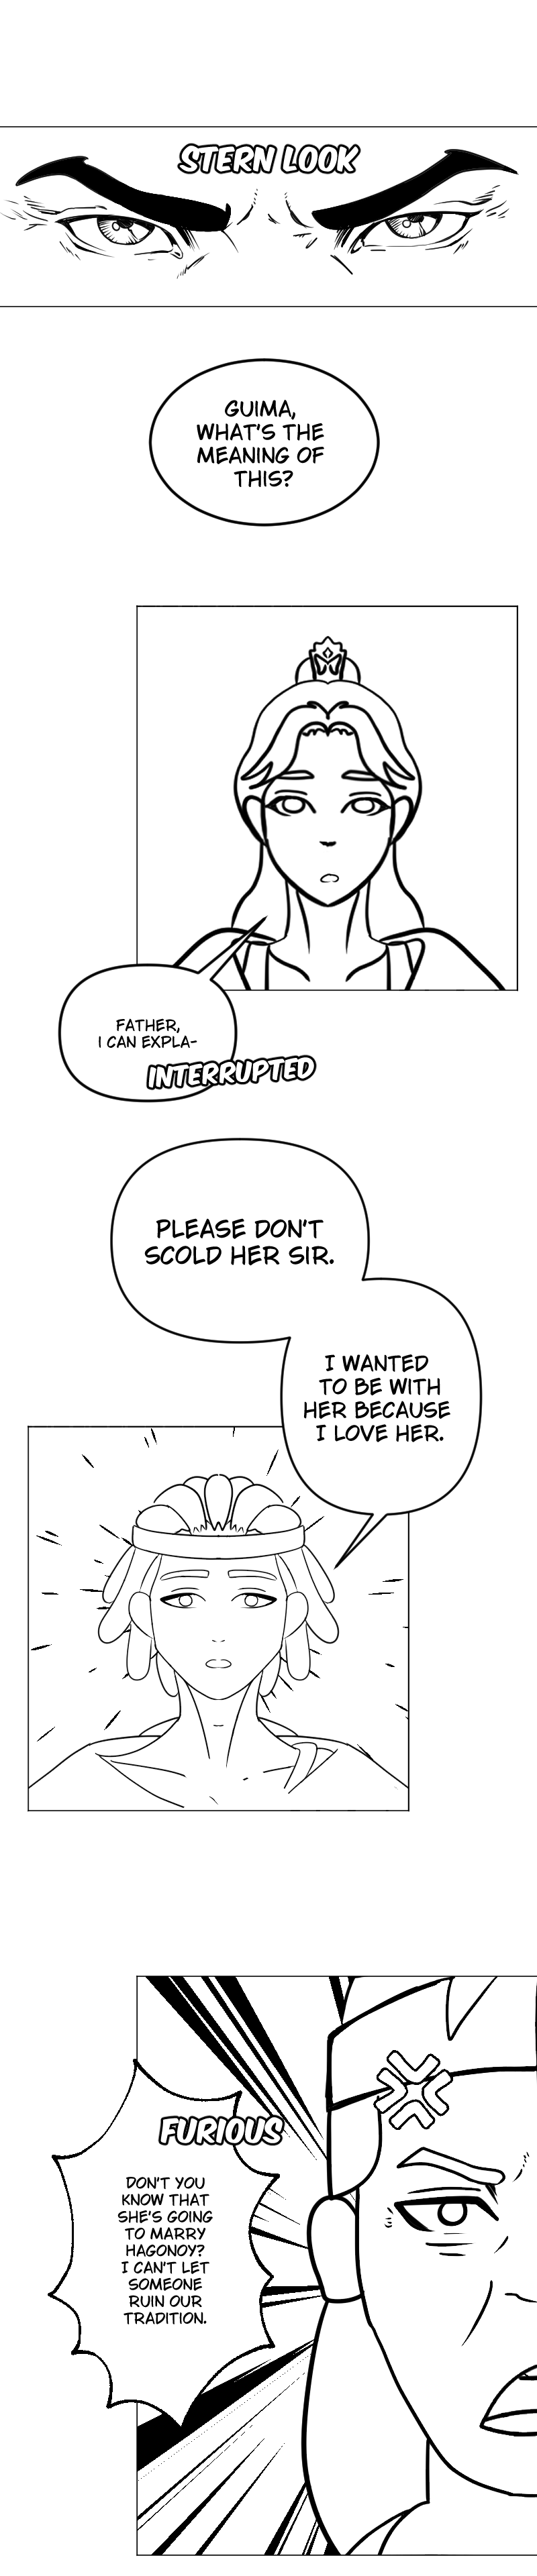 STERN LOOK
GUIMA,
WHAT'S THE
MEANING OF
THIS?
FATHER,
I CAN EXPLA-
INTERRUPTED
PLEASE DON'T
SCOLD HER SIR.
I WANTED
TO BE WITH
HER BECAUSE
I LOVE HER.
FURIOUS
DON'T YOU
KNOW THAT
SHE'S GOING
TO MARRY
HAGONOY?
I CAN'T LET
SOMEONE
RUIN OUR
TRADITION.